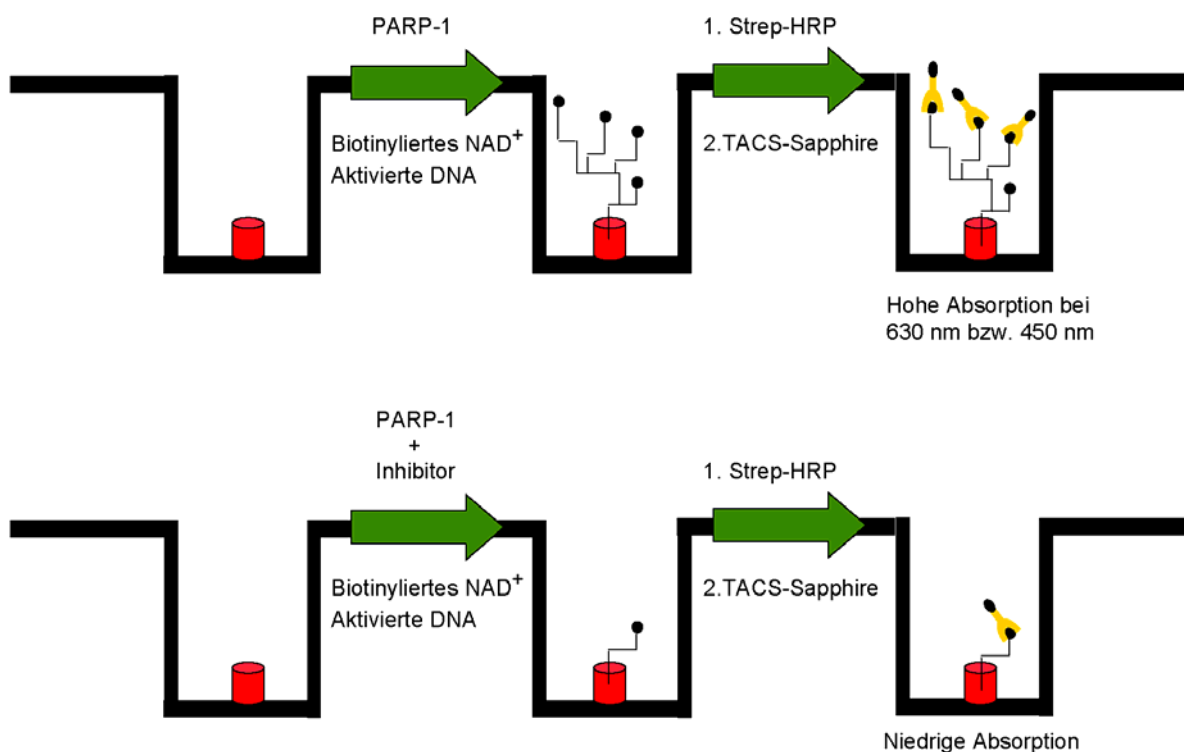 PARP-1
1. Strep-HRP
Biotinyliertes NAD+
Aktivierte DNA
2.TACS-Sapphire
Hohe Absorption bei
630 nm bzw. 450 nm
PARP-1
+
Inhibitor
1. Strep-HRP
Biotinyliertes NAD+
Aktivierte DNA
2.TACS-Sapphire
Niedrige Absorption